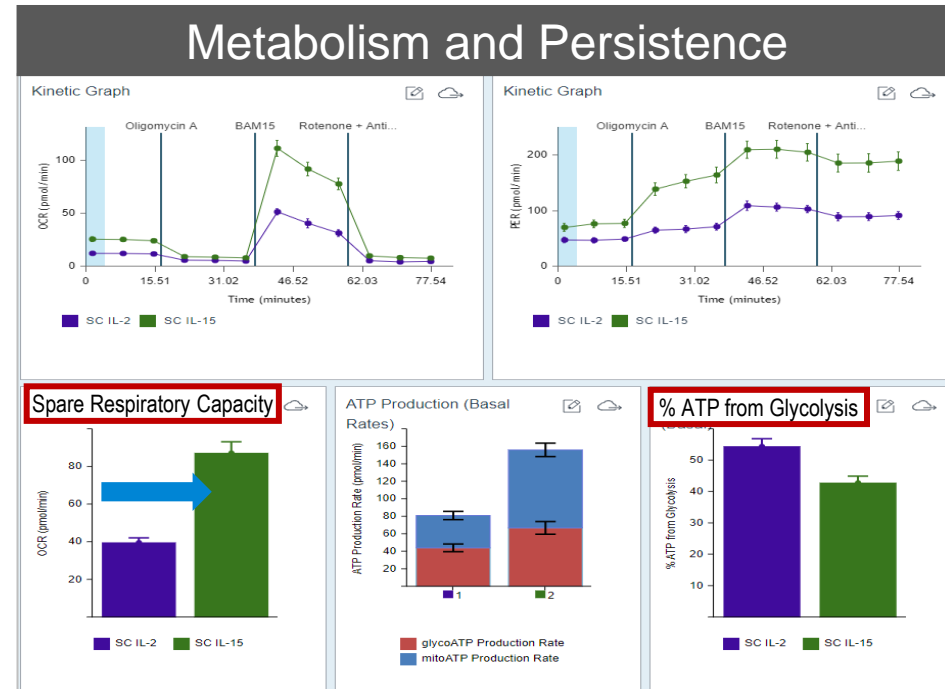 Metabolism and Persistence
Kinetic Graph
Oligomycin A BAM15 Rotenone + Anti...
OCR (pmol/min)
100
50
0
0 15.51 31.02 46.52 62.03 77.54
Time (minutes)
SC IL-2 SC IL-15
Kinetic Graph
Oligomycin A BAM15 Rotenone + Anti...
PER (pmol/min)
200
100
0
0 15.51 31.02 46.52 62.03 77.54
Time (minutes)
SC IL-2 SC IL-15
Spare Respiratory Capacity
OCR (pmol/min)
80
60
40
20
SC IL-2 SC IL-15
ATP Production (Basal
Rates)
ATP Production Rate (pmol/min)
160
140
120
100
80
60
40
20
1 2
glycoATP Production Rate
mitoATP Production Rate
% ATP from Glycolysis
% ATP from Glycolysis
50
40
30
20
10
SC IL-2 SC IL-15